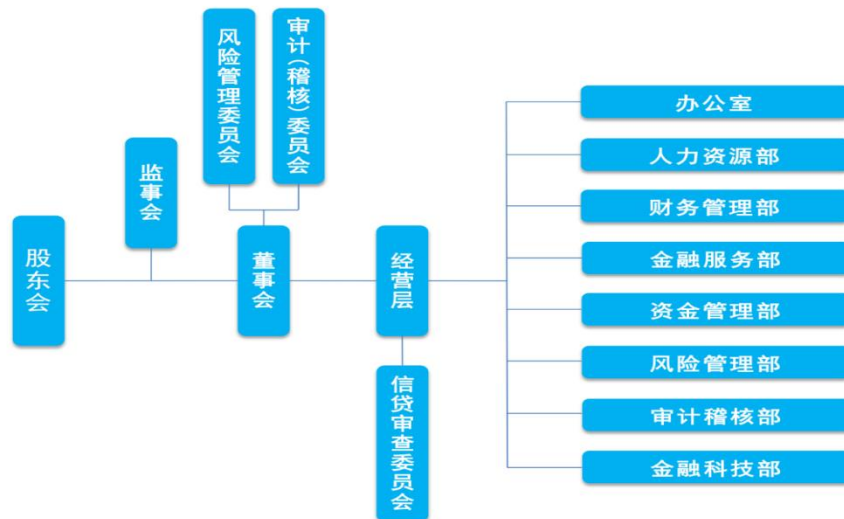 股东会
监事会
风险管理委员会
审计（稽核）委员会
董事会
经营层
信贷审查委员会
办公室
人力资源部
财务管理部
金融服务部
资金管理部
风险管理部
审计稽核部
金融科技部